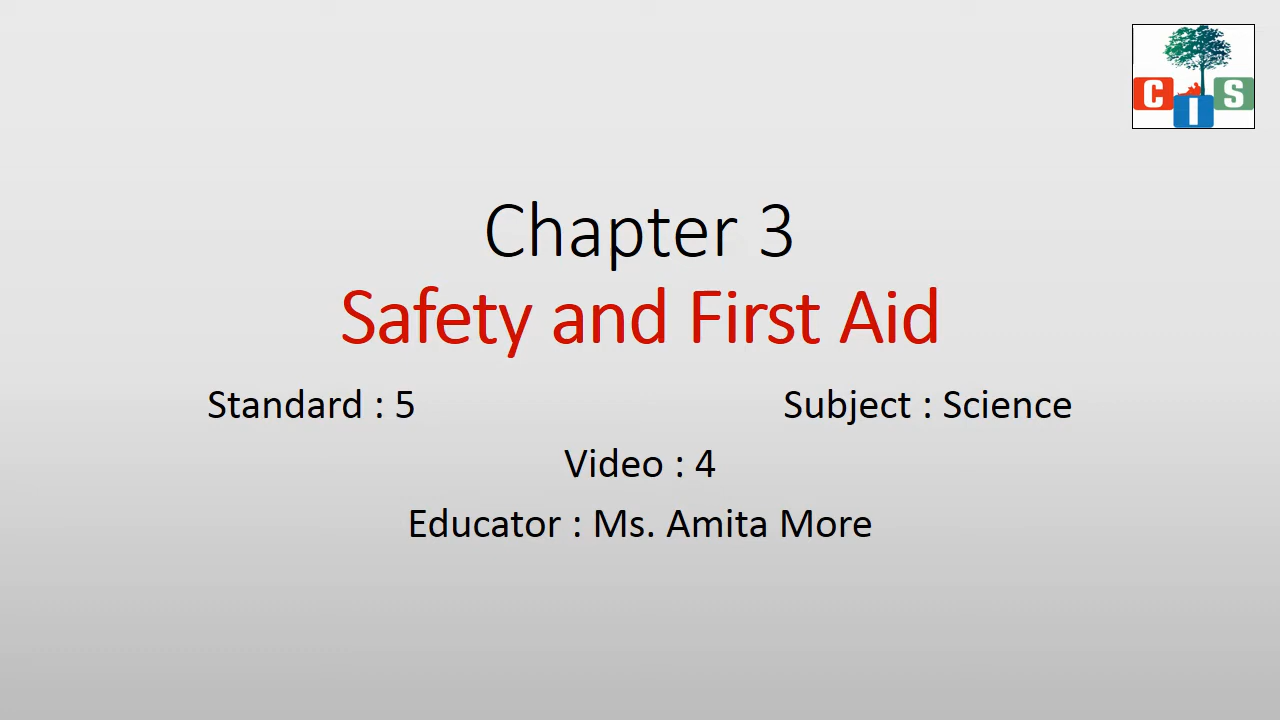 CIS
Chapter 3
Safety and First Aid
Standard : 5 Subject : Science
Video : 4
Educator : Ms. Amita More